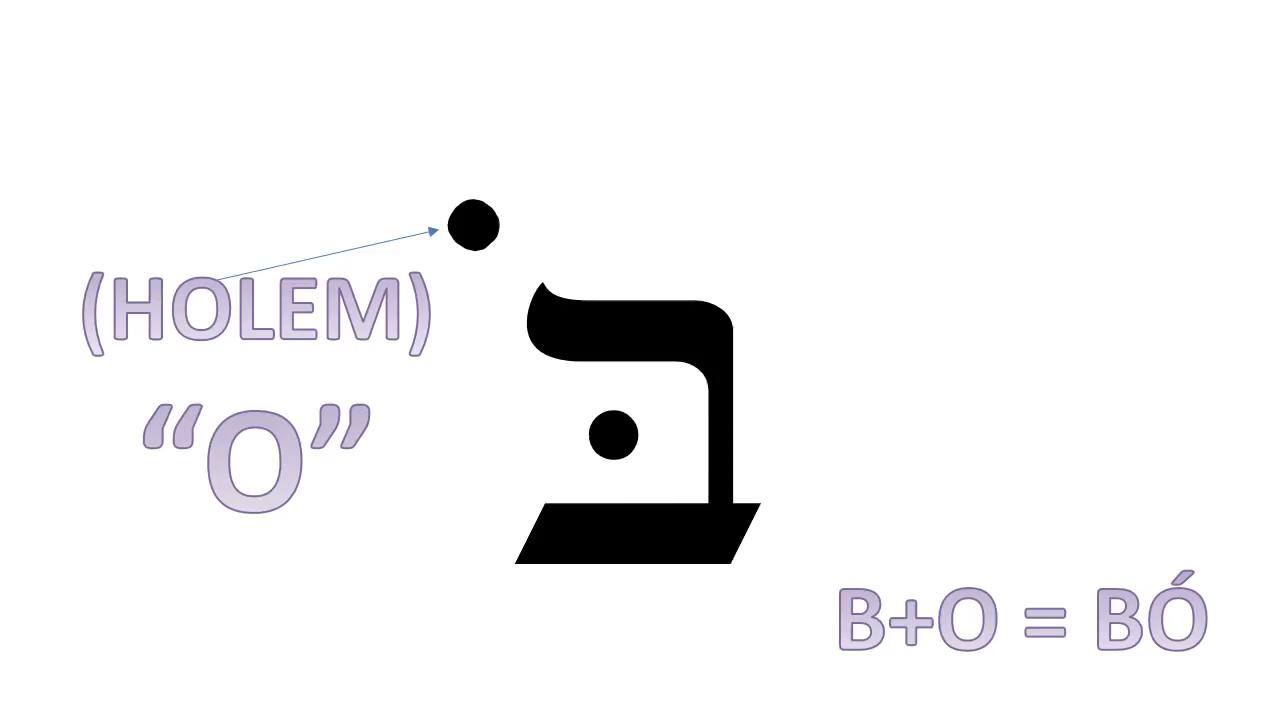 (HOLEM)
“O”
בֹּ
B+O = BÓ